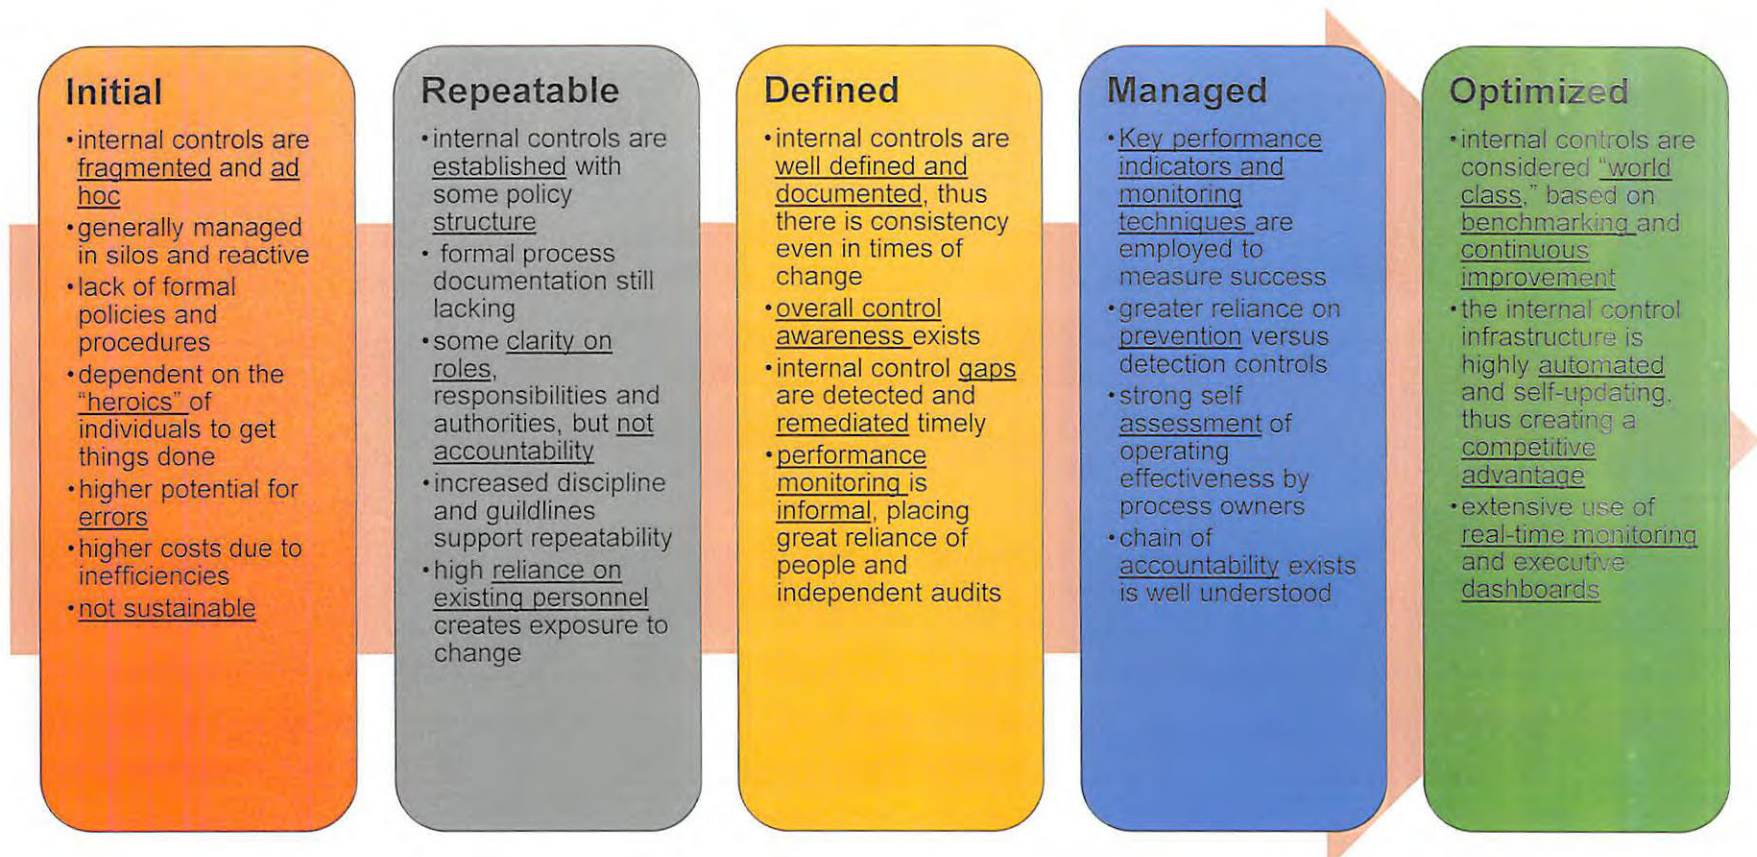 Initial
•internal controls are
fragmented and ad
hoc
•generally managed
in silos and reactive
•lack of formal
policies and
procedures
•dependent on the
"heroics" of
individuals to get
things done
•higher potential for
errors
•higher costs due to
inefficiencies
•not sustainable
Repeatable
•internal controls are
established with
some policy
structure
• formal process
documentation still
lacking
•some clarity on
roles,
responsibilities and
authorities, but not
accountability
•increased discipline
and guildlines
support repeatability
•high reliance on
existing personnel
creates exposure to
change
Defined
•internal controls are
well defined and
documented, thus
there is consistency
even in times of
change
•overall control
awareness exists
•internal control gaps
are detected and
remediated timely
•performance
monitoring is
informal, placing
great reliance of
people and
independent audits
Managed
•Key performance
indicators and
monitoring
techniques are
employed to
measure success
•greater reliance on
prevention versus
detection controls
•strong self
assessment of
operating
effectiveness by
process owners
•chain of
accountability exists
is well understood
Optimized
•internal controls are
considered "world
class," based on
benchmarking and
continuous
improvement
•the internal control
infrastructure is
highly automated
and self-updating,
thus creating a
competitive
advantage
•extensive use of
real-time monitoring
and executive
dashboards